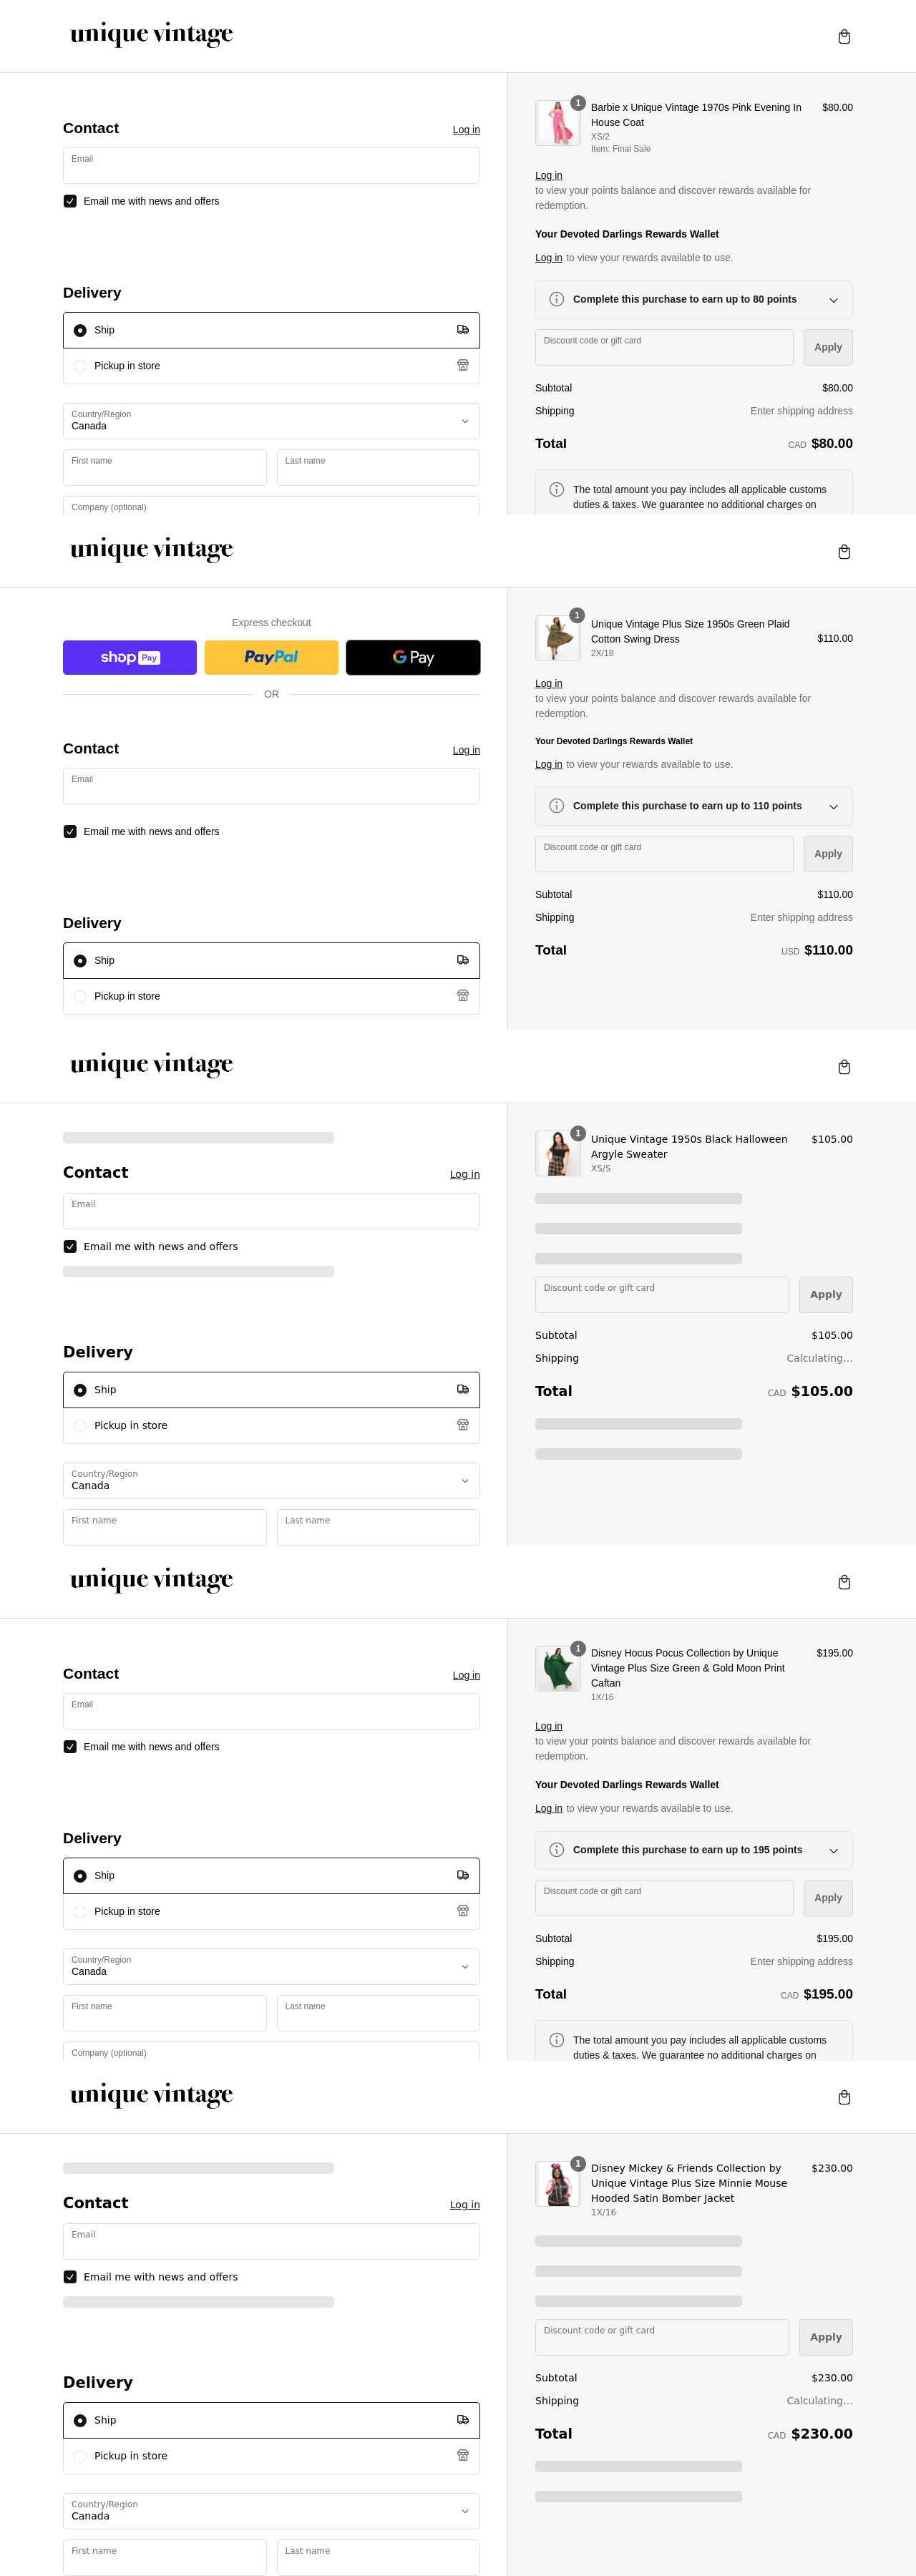 unique vintage
Contact
Log in
Email
Email me with news and offers
Delivery
Ship
Pickup in store
Country/Region
Canada
First name
Last name
Company (optional)
1
Barbie x Unique Vintage 1970s Pink Evening In
House Coat
$80.00
XS/2
Item: Final Sale
Log in
to view your points balance and discover rewards available for
redemption.
Your Devoted Darlings Rewards Wallet
Log in to view your rewards available to use.
Complete this purchase to earn up to 80 points
Discount code or gift card
Apply
Subtotal
$80.00
Shipping
Enter shipping address
Total
CAD $80.00
The total amount you pay includes all applicable customs
duties & taxes. We guarantee no additional charges on
unique vintage
Express checkout
shop Pay
PayPal
G Pay
OR
Contact
Log in
Email
Email me with news and offers
Delivery
Ship
Pickup in store
1
Unique Vintage Plus Size 1950s Green Plaid
Cotton Swing Dress
$110.00
2X/18
Log in
to view your points balance and discover rewards available for
redemption.
Your Devoted Darlings Rewards Wallet
Log in to view your rewards available to use.
Complete this purchase to earn up to 110 points
Discount code or gift card
Apply
Subtotal
$110.00
Shipping
Enter shipping address
Total
USD $110.00
unique vintage
Contact
Log in
Email
Email me with news and offers
Delivery
Ship
Pickup in store
Country/Region
Canada
First name
Last name
1
Unique Vintage 1950s Black Halloween
Argyle Sweater
$105.00
XS/S
Discount code or gift card
Apply
Subtotal
$105.00
Shipping
Calculating...
Total
CAD $105.00
unique vintage
Contact
Log in
Email
Email me with news and offers
Delivery
Ship
Pickup in store
Country/Region
Canada
First name
Last name
Company (optional)
1
Disney Hocus Pocus Collection by Unique
Vintage Plus Size Green & Gold Moon Print
Caftan
$195.00
1X/16
Log in
to view your points balance and discover rewards available for
redemption.
Your Devoted Darlings Rewards Wallet
Log in to view your rewards available to use.
Complete this purchase to earn up to 195 points
Discount code or gift card
Apply
Subtotal
$195.00
Shipping
Enter shipping address
Total
CAD $195.00
The total amount you pay includes all applicable customs
duties & taxes. We guarantee no additional charges on
unique vintage
Contact
Log in
Email
Email me with news and offers
Delivery
Ship
Pickup in store
Country/Region
Canada
First name
Last name
1
Disney Mickey & Friends Collection by
Unique Vintage Plus Size Minnie Mouse
Hooded Satin Bomber Jacket
$230.00
1X/16
Discount code or gift card
Apply
Subtotal
$230.00
Shipping
Calculating...
Total
CAD $230.00